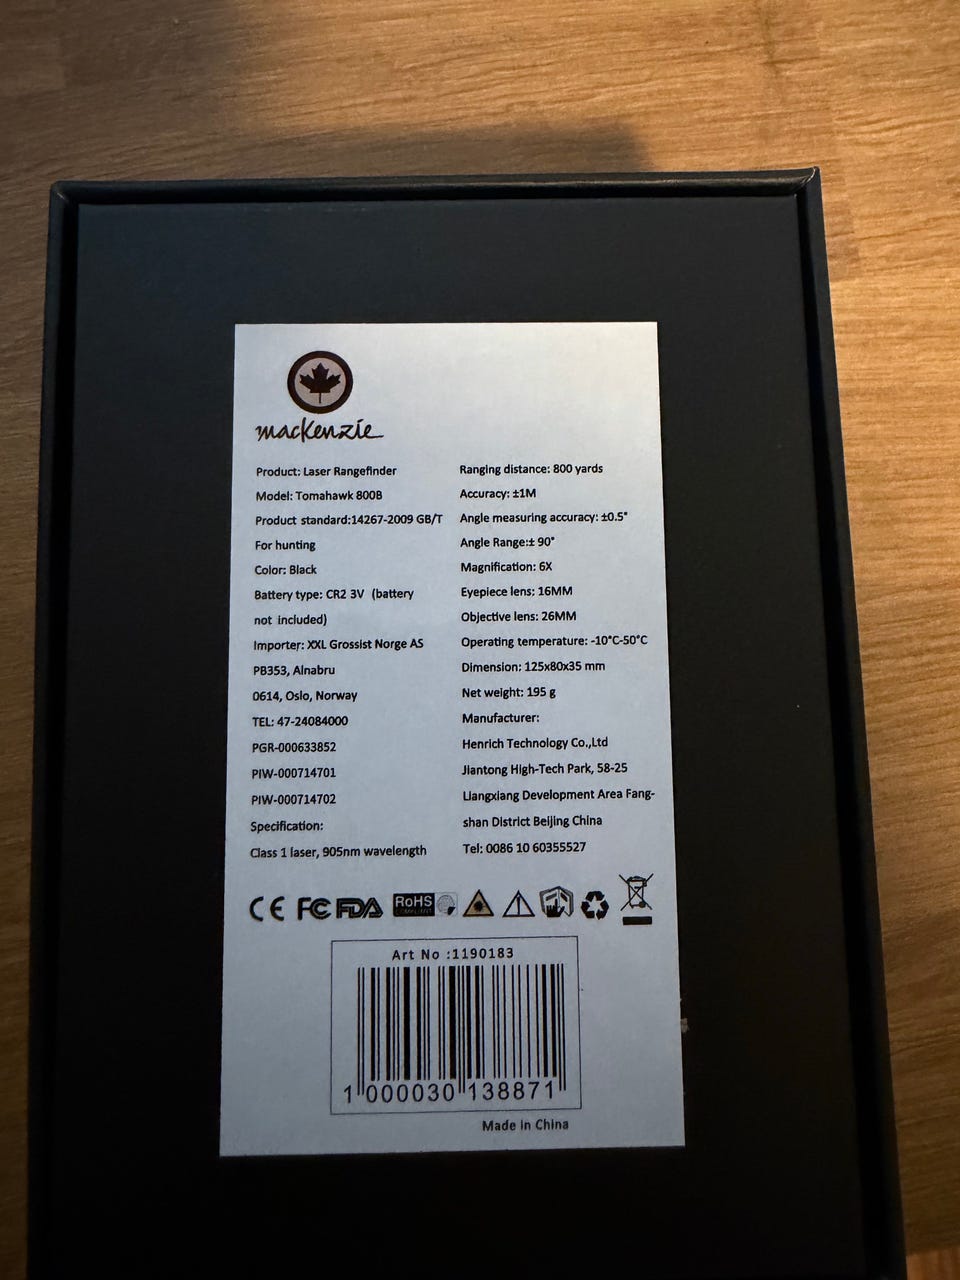 mackenzie
Product: Laser Rangefinder
Model: Tomahawk 800B
Product standard:14267-2009 GB/T
For hunting
Color: Black
Battery type: CR2 3V (battery
not included)
Importer: XXL Grossist Norge AS
PB353, Alnabru
0614, Oslo, Norway
TEL: 47-24084000
PGR-000633852
PIW-000714701
PIW-000714702
Specification:
Class 1 laser, 905nm wavelength
Ranging distance: 800 yards
Accuracy: ±1M
Angle measuring accuracy: ±0.5°
Angle Range:± 90°
Magnification: 6X
Eyepiece lens: 16MM
Objective lens: 26MM
Operating temperature: -10°C-50°C
Dimension: 125x80x35 mm
Net weight: 195 g
Manufacturer:
Henrich Technology Co.,Ltd
Jiantong High-Tech Park, 58-25
Liangxiang Development Area Fang-
shan District Beijing China
Tel: 0086 10 60355527
CE FC FDA RoHS COMPLIANT
Art No :1190183
1 000030 138871
Made in China